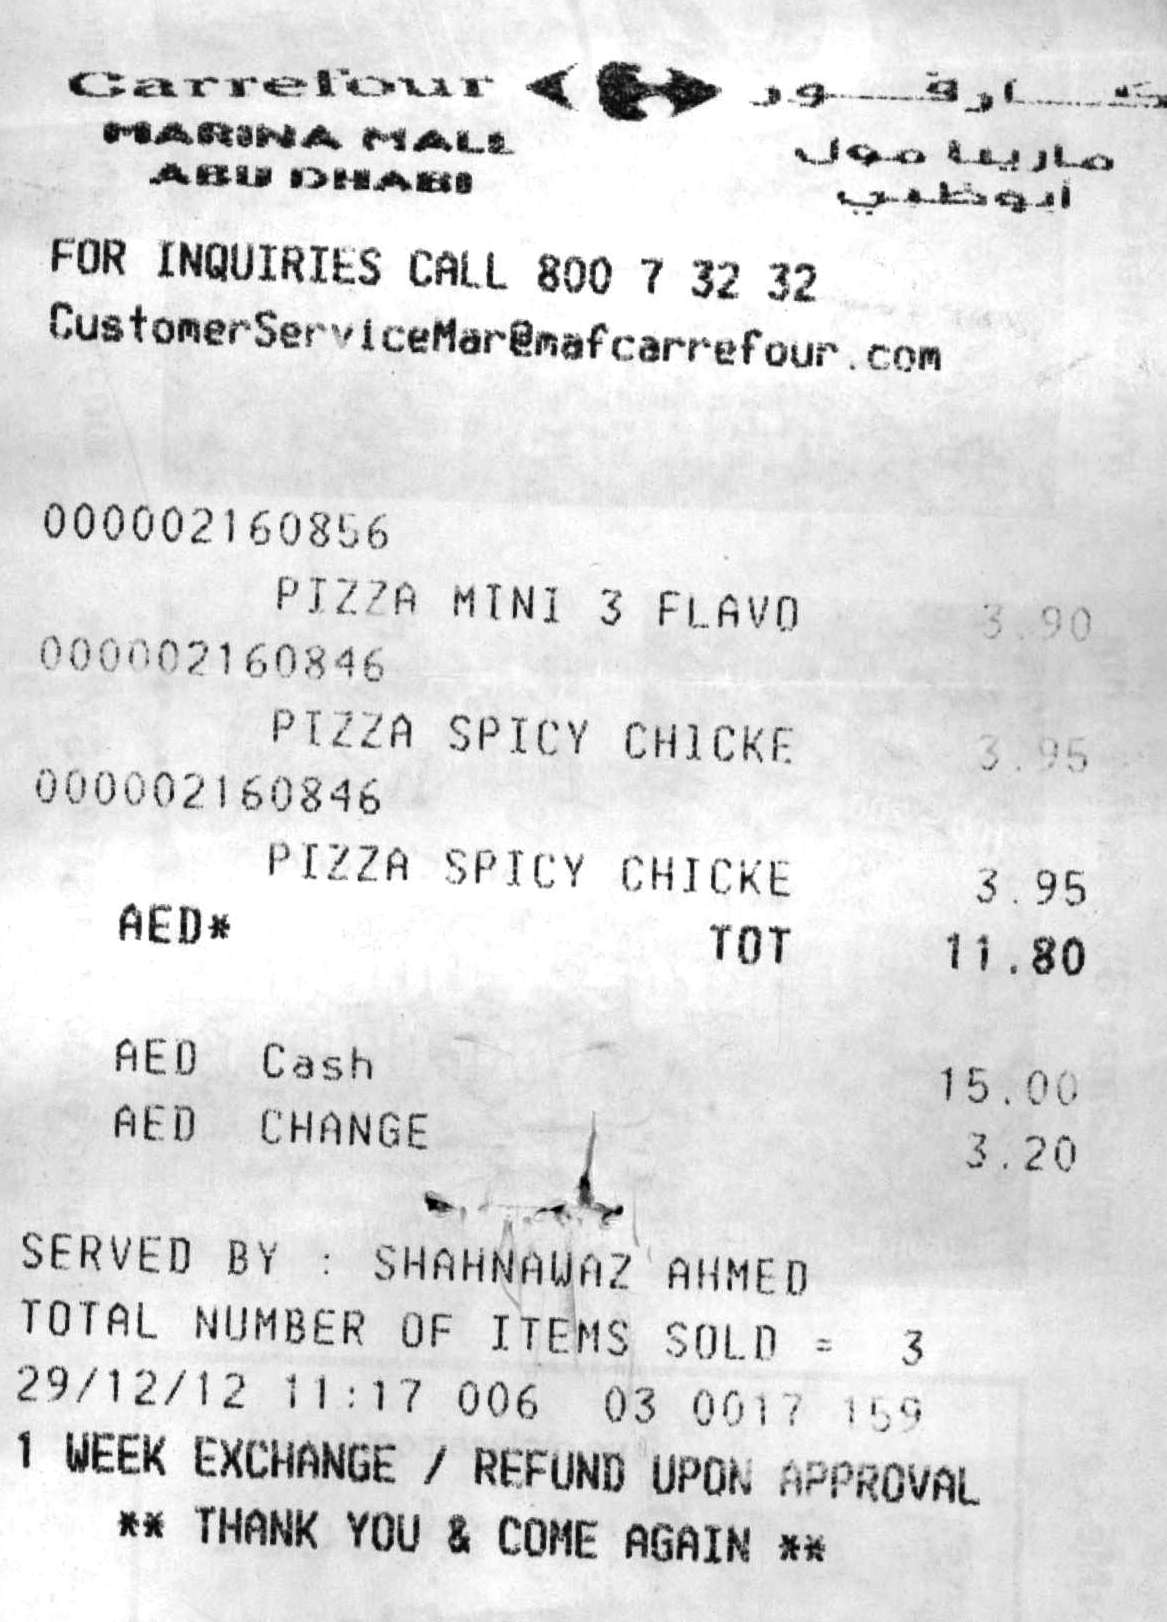 Carrefour كارفور
MARINA MALL مارينا مول
ABU DHABI أبوظبي
FOR INQUIRIES CALL 800 7 32 32
CustomerServiceMar@mafcarrefour.com
000002160856
PIZZA MINI 3 FLAVO 3.90
000002160846
PIZZA SPICY CHICKE 3.95
000002160846
PIZZA SPICY CHICKE 3.95
AED* TOT 11.80
AED Cash 15.00
AED CHANGE 3.20
SERVED BY : SHAHNAWAZ AHMED
TOTAL NUMBER OF ITEMS SOLD = 3
29/12/12 11:17 006 03 0017 159
1 WEEK EXCHANGE / REFUND UPON APPROVAL
** THANK YOU & COME AGAIN **